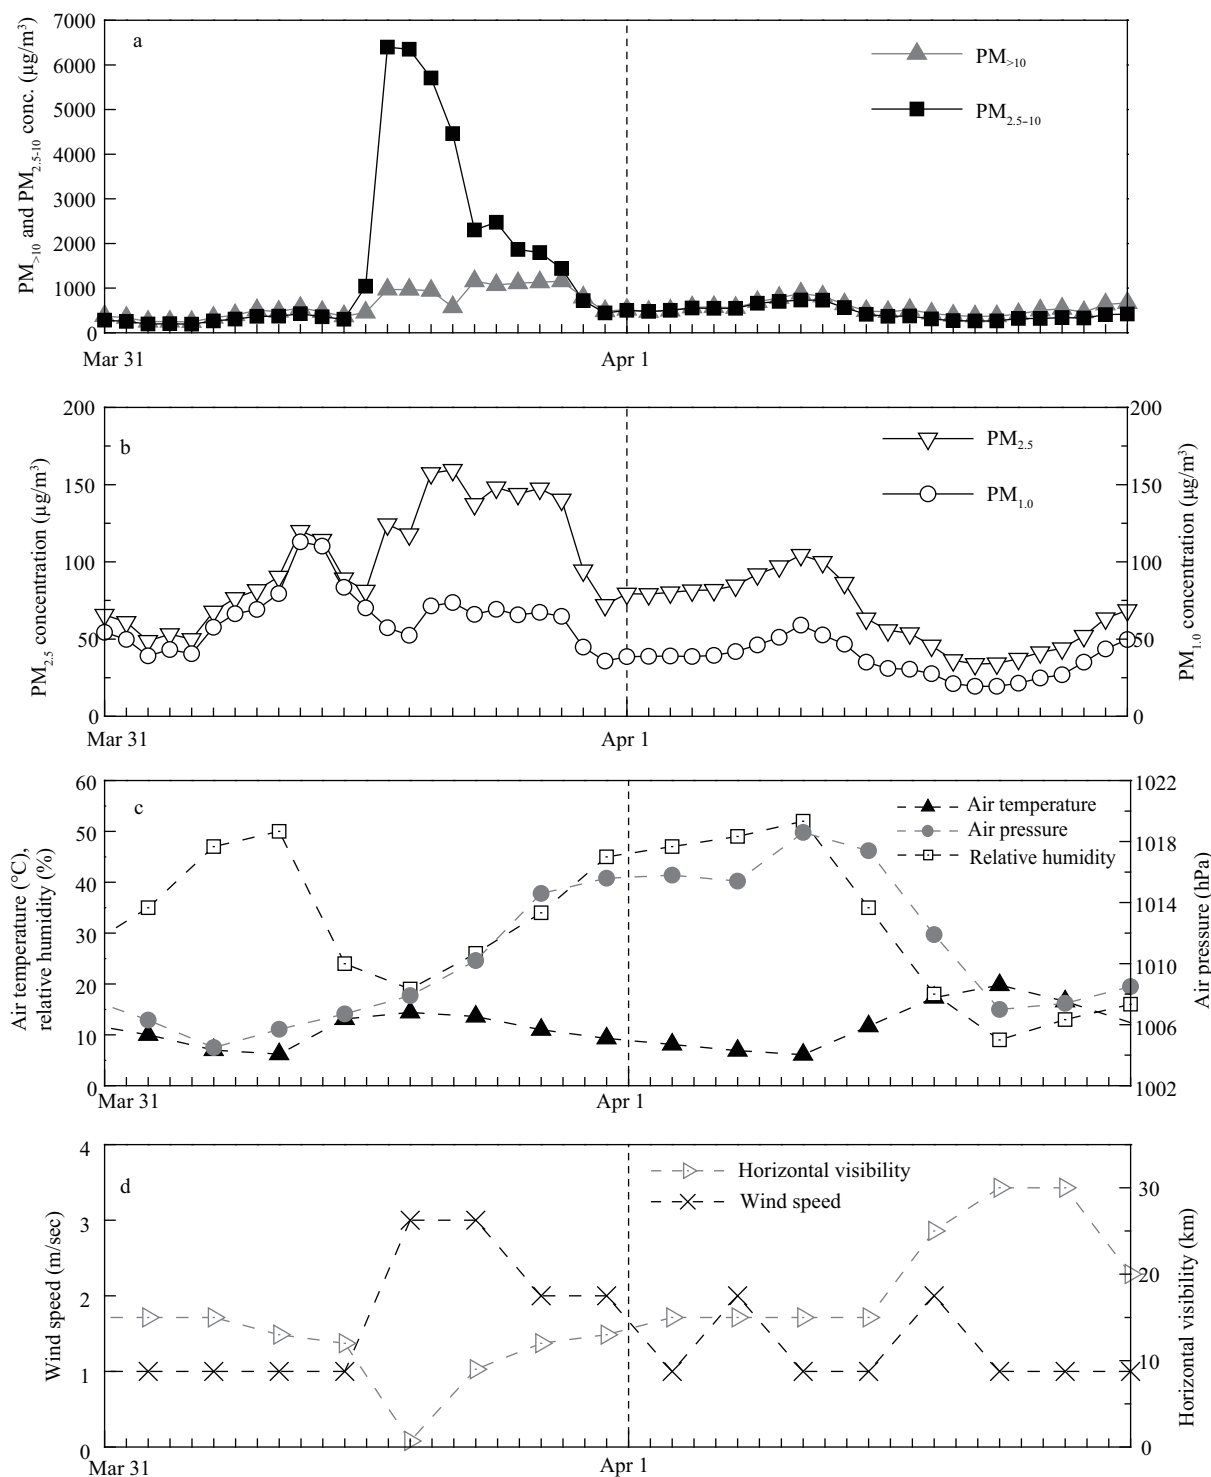 a
PM>10
PM2.5-10
PM>10 and PM2.5-10 conc. (μg/m³)
7000
6000
5000
4000
3000
2000
1000
0
Mar 31
Apr 1
b
PM2.5
PM1.0
PM2.5 concentration (μg/m³)
200
150
100
50
0
PM1.0 concentration (μg/m³)
200
150
100
50
0
Mar 31
Apr 1
c
Air temperature
Air pressure
Relative humidity
Air temperature (°C),
relative humidity (%)
60
50
40
30
20
10
0
Air pressure (hPa)
1022
1018
1014
1010
1006
1002
Mar 31
Apr 1
d
Horizontal visibility
Wind speed
Wind speed (m/sec)
4
3
2
1
0
Horizontal visibility (km)
30
20
10
0
Mar 31
Apr 1